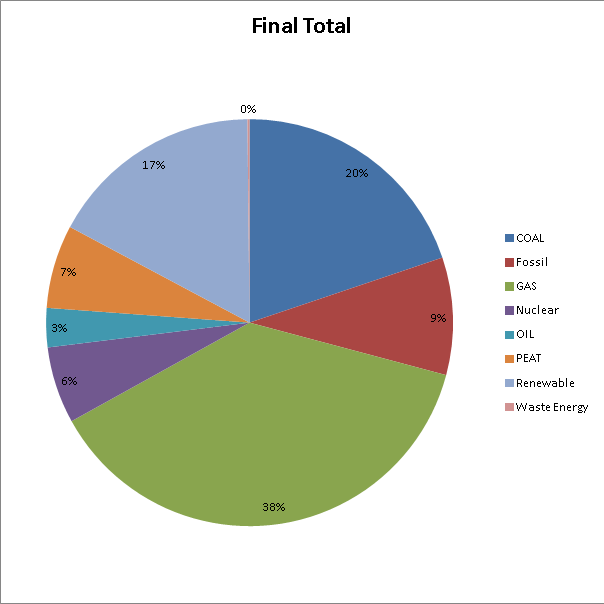 Final Total
0%
20%
17%
7%
9%
3%
6%
38%
COAL
Fossil
GAS
Nuclear
OIL
PEAT
Renewable
Waste Energy